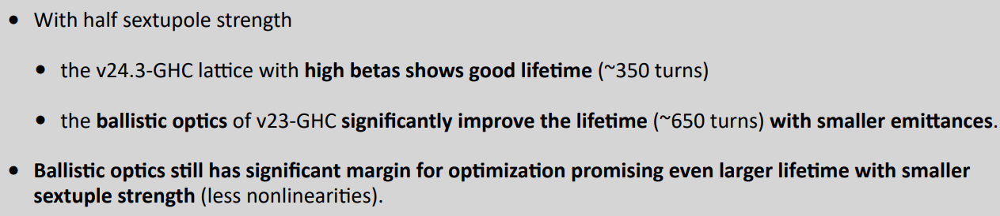 • With half sextupole strength
• the v24.3-GHC lattice with high betas shows good lifetime (~350 turns)
• the ballistic optics of v23-GHC significantly improve the lifetime (~650 turns) with smaller emittances.
• Ballistic optics still has significant margin for optimization promising even larger lifetime with smaller
sextuple strength (less nonlinearities).